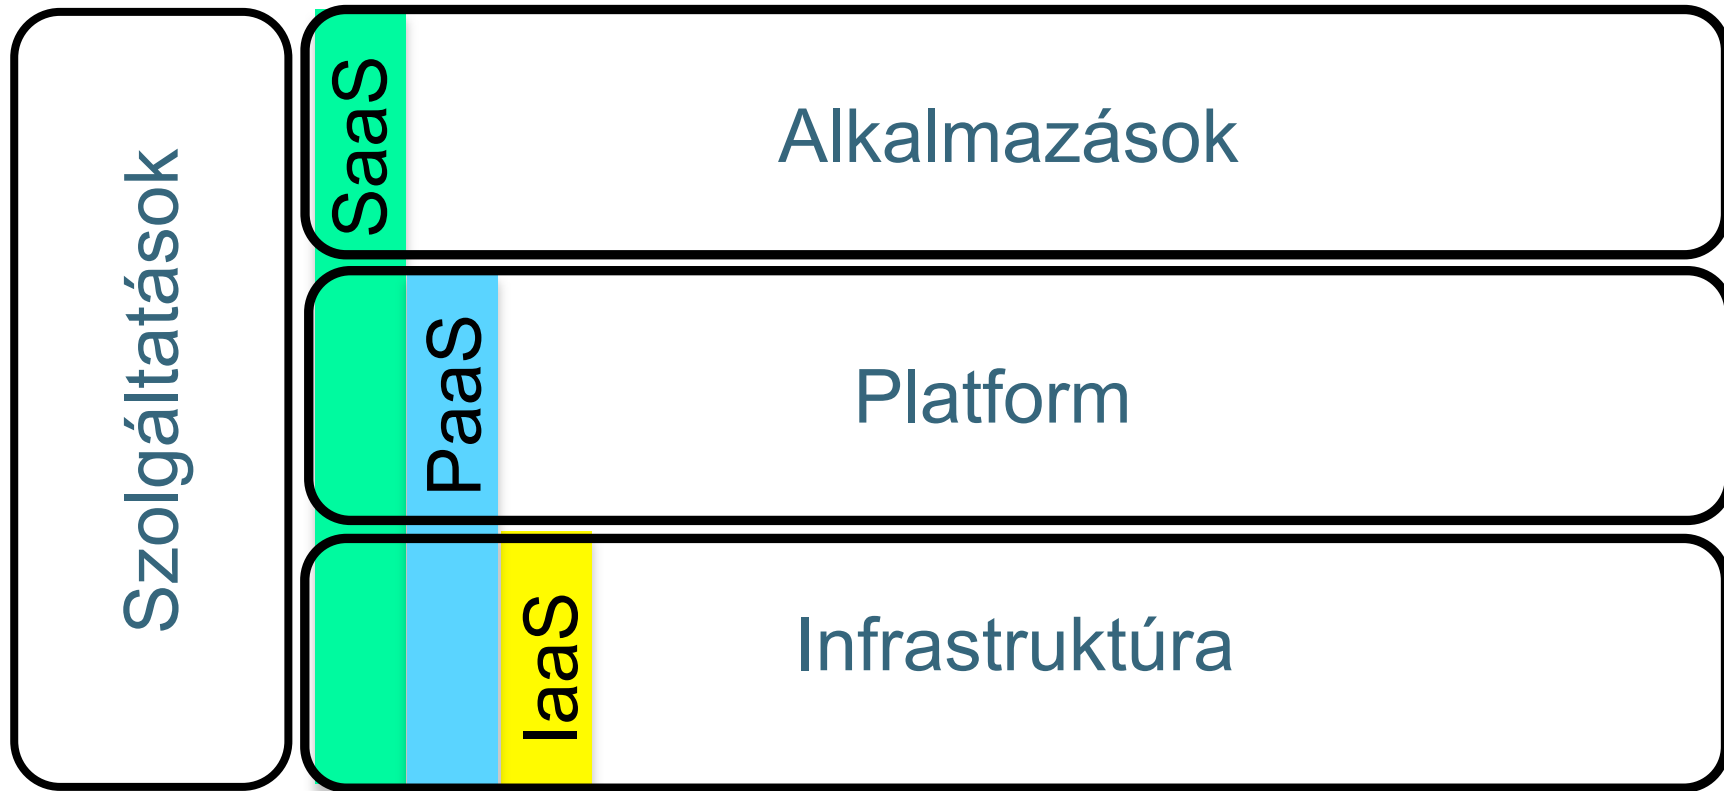 Szolgáltatások
SaaS
Alkalmazások
PaaS
Platform
IaaS
Infrastruktúra